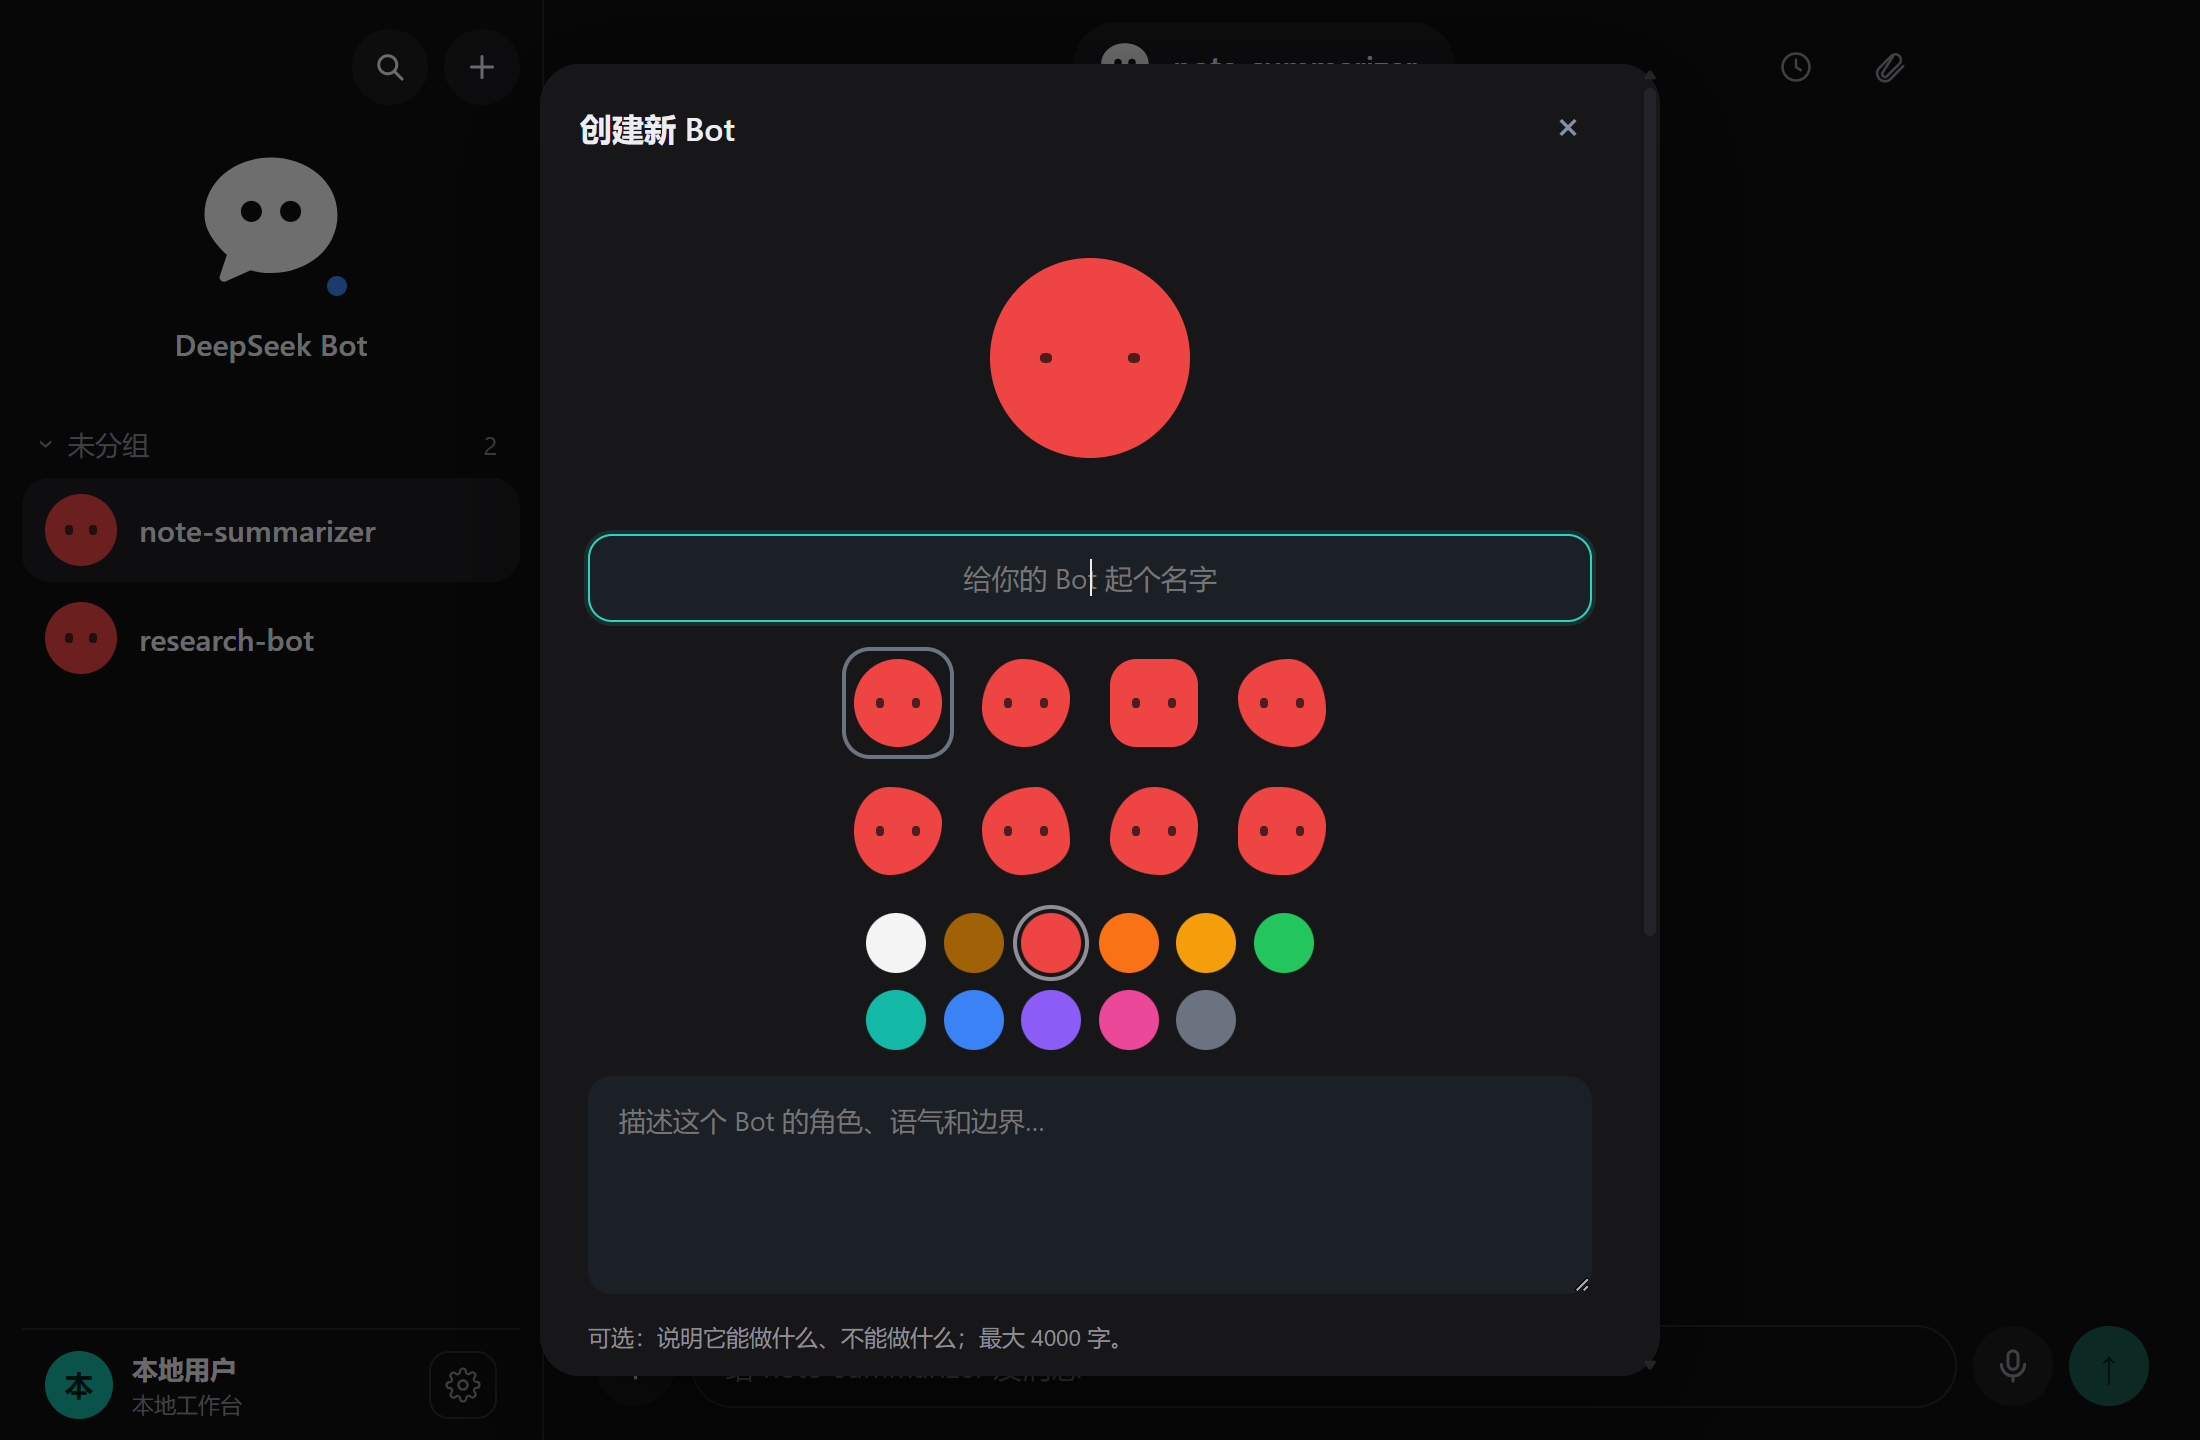 创建新 Bot
DeepSeek Bot
未分组
2
note-summarizer
research-bot
给你的 Bot 起个名字
描述这个 Bot 的角色、语气和边界...
可选：说明它能做什么、不能做什么；最大 4000 字。
本
本地用户
本地工作台